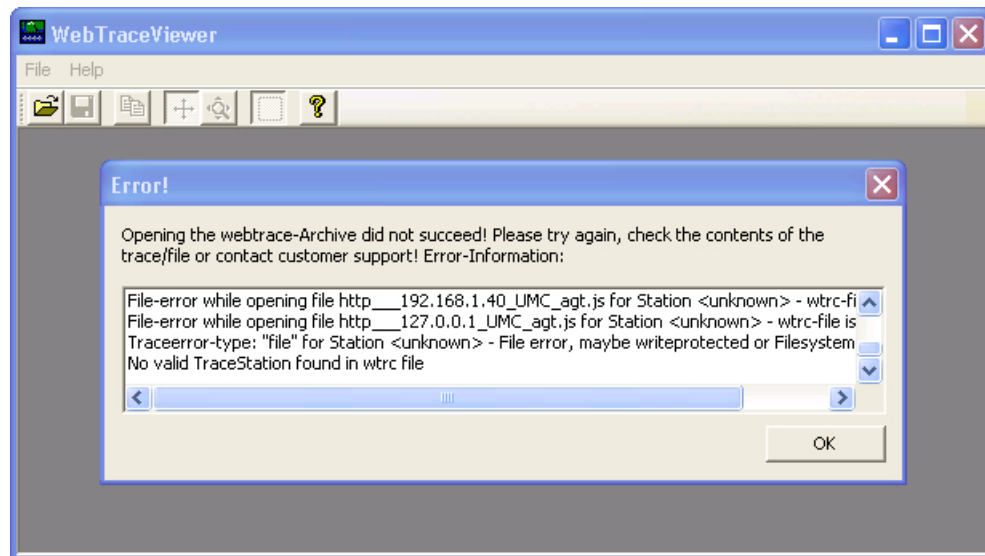 WebTraceViewer
File Help
Error!
Opening the webtrace-Archive did not succeed! Please try again, check the contents of the
trace/file or contact customer support! Error-Information:
File-error while opening file http___192.168.1.40_UMC_agt.js for Station <unknown> - wtrc-fi
File-error while opening file http___127.0.0.1_UMC_agt.js for Station <unknown> - wtrc-file is
Traceerror-type: "file" for Station <unknown> - File error, maybe writeprotected or Filesystem
No valid TraceStation found in wtrc file
OK